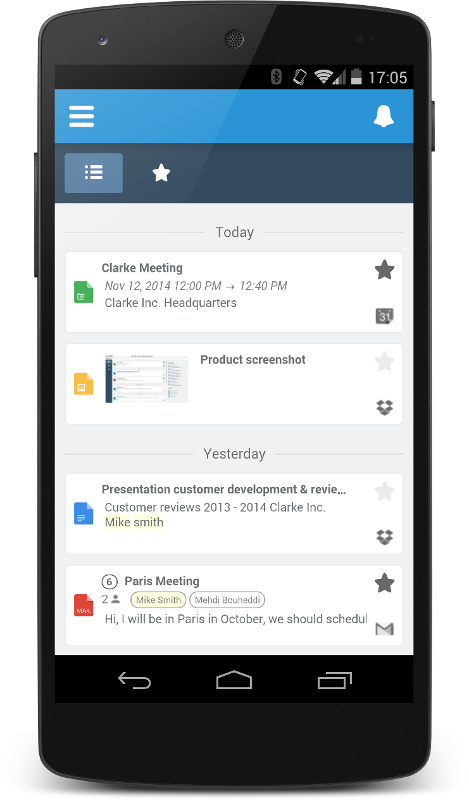 17:05
Today
Clarke Meeting
Nov 12, 2014 12:00 PM → 12:40 PM
Clarke Inc. Headquarters
31
Product screenshot
Yesterday
Presentation customer development & revie...
Customer reviews 2013 - 2014 Clarke Inc.
Mike smith
6 Paris Meeting
2 Mike Smith Mehdi Bouheddi
MAIL
Hi, I will be in Paris in October, we should schedul